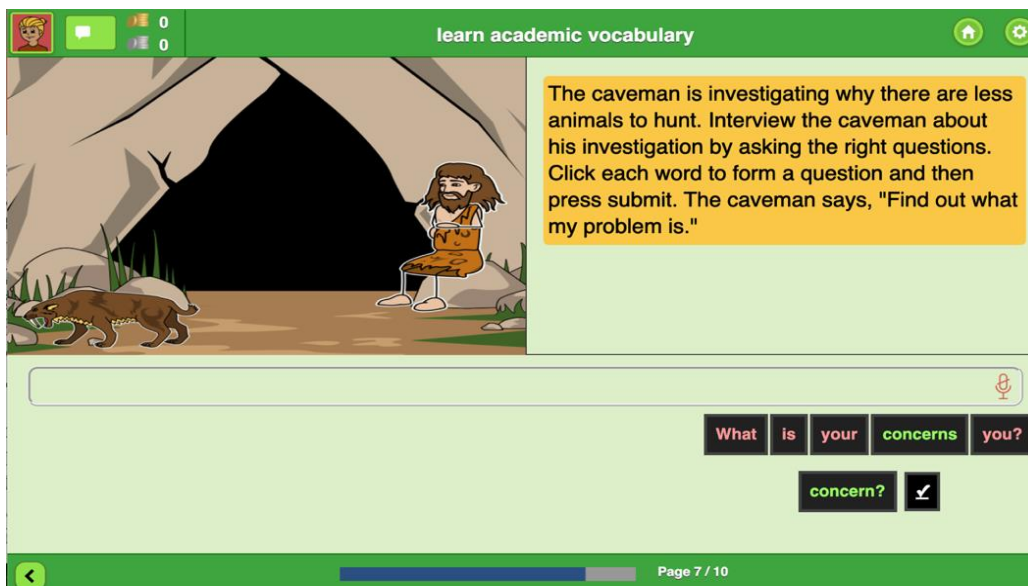 0
0
learn academic vocabulary
The caveman is investigating why there are less
animals to hunt. Interview the caveman about
his investigation by asking the right questions.
Click each word to form a question and then
press submit. The caveman says, "Find out what
my problem is."
What is your concerns you?
concern?
Page 7 / 10